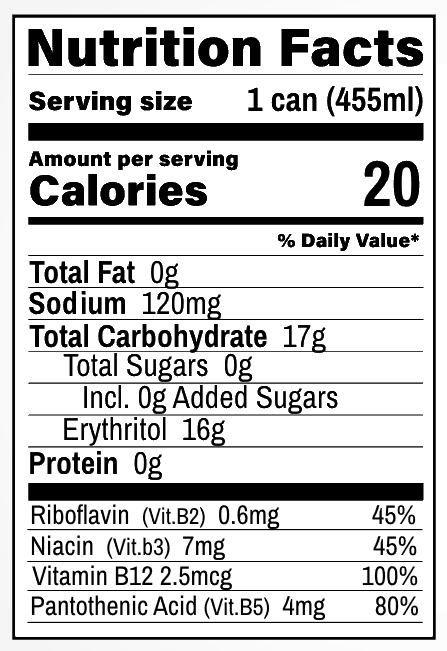 Nutrition Facts
Serving size 1 can (455ml)
Amount per serving
Calories 20
% Daily Value*
Total Fat 0g
Sodium 120mg
Total Carbohydrate 17g
Total Sugars 0g
Incl. 0g Added Sugars
Erythritol 16g
Protein 0g
Riboflavin (Vit.B2) 0.6mg 45%
Niacin (Vit.b3) 7mg 45%
Vitamin B12 2.5mcg 100%
Pantothenic Acid (Vit.B5) 4mg 80%